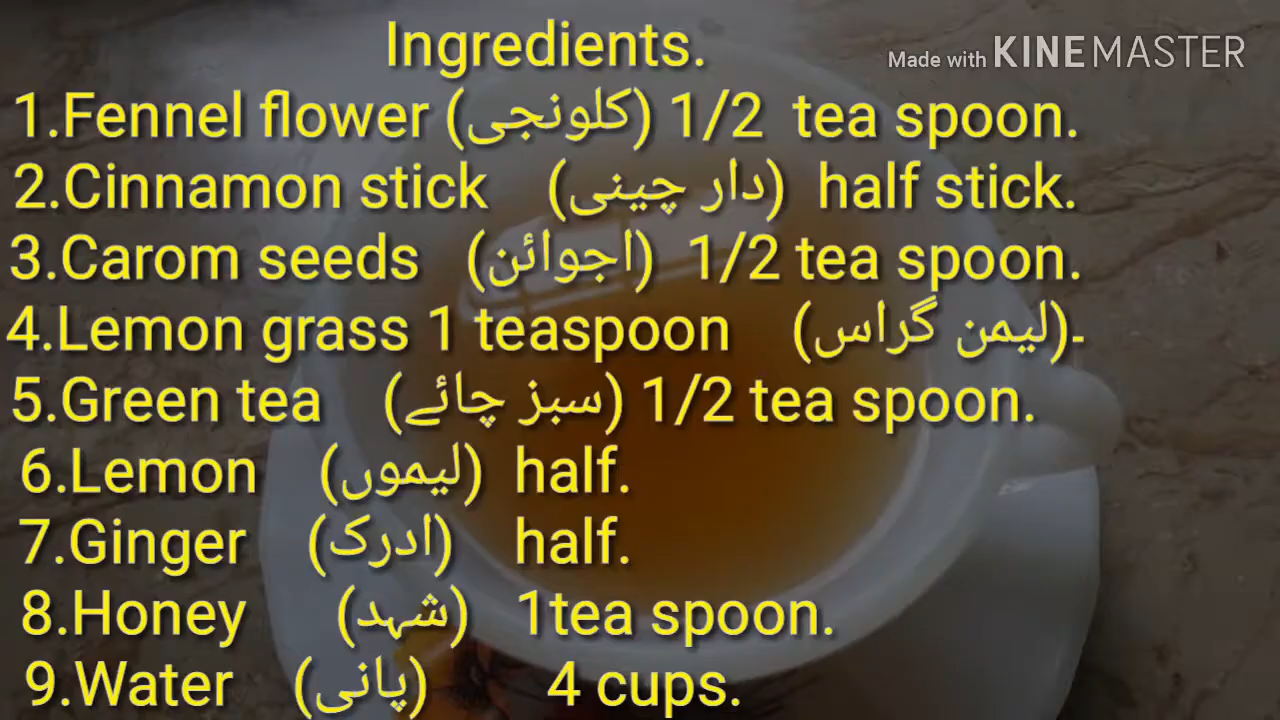 Ingredients.
Made with KINEMASTER
1.Fennel flower (کلونجی) 1/2 tea spoon.
2.Cinnamon stick (دار چینی) half stick.
3.Carom seeds (اجوائن) 1/2 tea spoon.
4.Lemon grass 1 teaspoon (لیمن گراس)-
5.Green tea (سبز چائے) 1/2 tea spoon.
6.Lemon (لیموں) half.
7.Ginger (ادرک) half.
8.Honey (شہد) 1tea spoon.
9.Water (پانی) 4 cups.